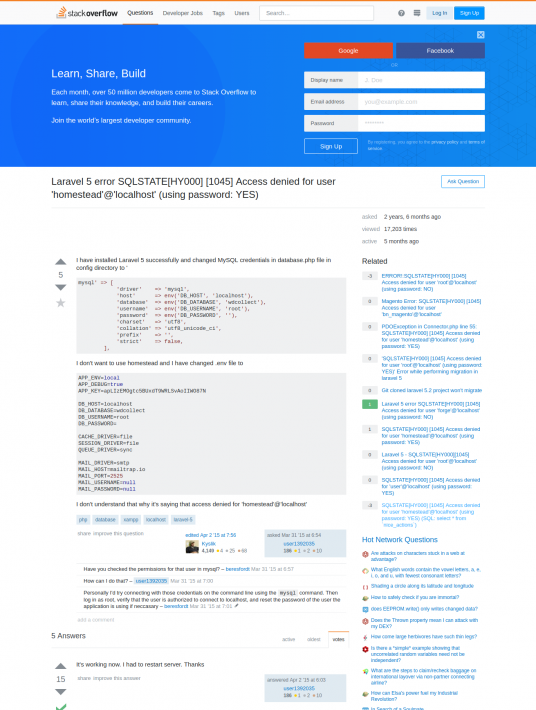 stackoverflow
Questions
Developer Jobs
Tags
Users
Search...
Log In
Sign Up
Learn, Share, Build
Each month, over 50 million developers come to Stack Overflow to
learn, share their knowledge, and build their careers.
Join the world's largest developer community.
Google
Facebook
OR
Display name
J. Doe
Email address
you@example.com
Password
********
Sign Up
By registering, you agree to the privacy policy and terms of
service.
Laravel 5 error SQLSTATE[HY000] [1045] Access denied for user
'homestead'@'localhost' (using password: YES)
Ask Question
asked 2 years, 6 months ago
viewed 17,203 times
active 5 months ago
5
I have installed Laravel 5 successfully and changed MySQL credentials in database.php file in
config directory to '
mysql' => [
'driver' => 'mysql',
'host' => env('DB_HOST', 'localhost'),
'database' => env('DB_DATABASE', 'wdcollect'),
'username' => env('DB_USERNAME', 'root'),
'password' => env('DB_PASSWORD', ''),
'charset' => 'utf8',
'collation' => 'utf8_unicode_ci',
'prefix' => '',
'strict' => false,
],
I don't want to use homestead and I have changed .env file to
APP_ENV=local
APP_DEBUG=true
DB_HOST=localhost
DB_DATABASE=wdcollect
DB_USERNAME=root
DB_PASSWORD=
CACHE_DRIVER=file
SESSION_DRIVER=file
QUEUE_DRIVER=sync
MAIL_DRIVER=smtp
MAIL_HOST=mailtrap.io
MAIL_PORT=2525
MAIL_USERNAME=null
MAIL_PASSWORD=null
I don't understand that why it's saying that access denied for 'homestead'@'localhost'
php database xampp localhost laravel-5
share improve this question
edited Apr 2 '15 at 7:56
Kyslik
asked Mar 31 '15 at 6:54
user1392035
186 1 2 10
Have you checked the permissions for that user in mysql? – berexfordt Mar 31 '15 at 6:57
How can I do that? – user1392035 Mar 31 '15 at 7:00
Personally I'd try connecting with those credentials on the command line using the mysql command. Then
log in as root, verify that the user is authorized to connect to localhost, and reset the password of the user the
application is using if neccasary – berexfordt Mar 31 '15 at 7:01
add a comment
5 Answers
active
oldest
votes
15
It's working now. I had to restart server. Thanks
share improve this answer
answered Apr 2 '15 at 6:03
user1392035
186 1 2 10
Related
-3
ERROR! SQLSTATE[HY000] [1045]
Access denied for user 'root'@'localhost'
(using password: NO)
0
Magento Error: SQLSTATE[HY000]
[1045] Access denied for user
'bn_magento'@'localhost'
0
PDOException in Connector.php line 55:
SQLSTATE[HY000] [1045] Access denied
for user 'homestead'@'localhost' (using
password: YES)
0
'SQLSTATE[HY000] [1045] Access
denied for user 'root'@'localhost' (using
password: YES)' Error while performing migration in
laravel 5
0
Git cloned laravel 5.2 project won't migrate
1
Laravel 5 error SQLSTATE[HY000] [1045]
Access denied for user 'forge'@'localhost'
(using password: NO)
1
SQLSTATE[HY000] [1045] Access denied
for user 'homestead'@'localhost' (using
password: YES)
0
Laravel 5 - SQLSTATE[HY000] [1045]
Access denied for user 'root'@'localhost'
(using password: NO)
0
SQLSTATE[HY000] [1045] Access denied
for user 'user'@'localhost' (using
password: YES)
SQLSTATE[HY000] [1045] Access denied
for user 'homestead'@'localhost' (using
password: YES) (SQL: select * from
Hot Network Questions
Are attacks on characters stuck in a web at
advantage?
What English words contain the vowel letters, a, e,
i, o, and u, with fewest consonant letters?
Shading a circle along its latitude and longitude
How to safely check if you are immortal?
does EEPROM.write() only writes changed data?
Does the Thrown property mean I can attack with
my DEX?
How come large herbivores have such thin legs?
Is there a *simple* example showing that
uncorrelated random variables need not be
independent?
What are the steps to claim/recheck baggage on
international layover via non-partner connecting
airline?
How can Elsa's power fuel my Industrial
Revolution?
In Search of a Soulmate